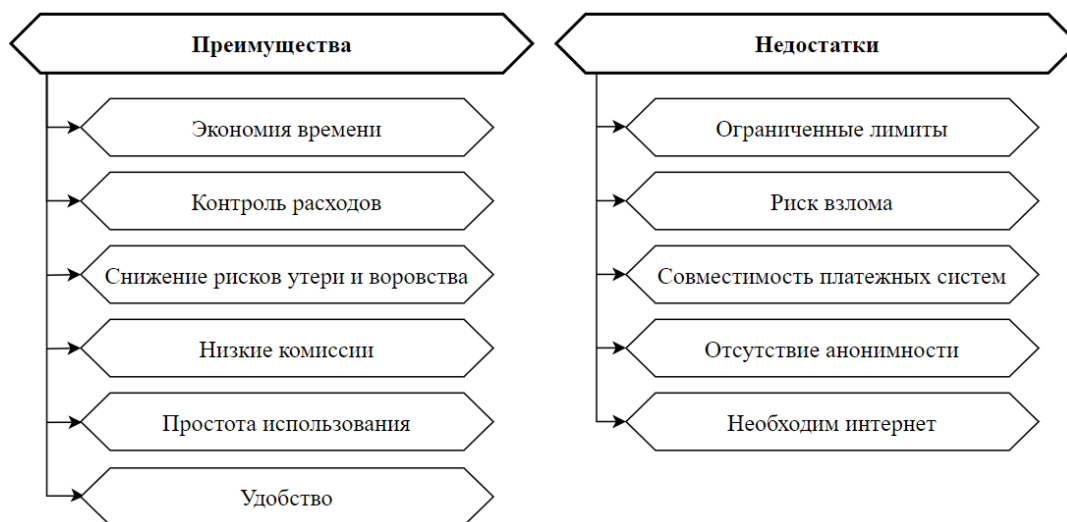 Преимущества
Экономия времени
Контроль расходов
Снижение рисков утери и воровства
Низкие комиссии
Простота использования
Удобство
Недостатки
Ограниченные лимиты
Риск взлома
Совместимость платежных систем
Отсутствие анонимности
Необходим интернет